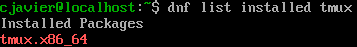 cjavier@localhost:~$ dnf list installed tmux
Installed Packages
tmux.x86_64